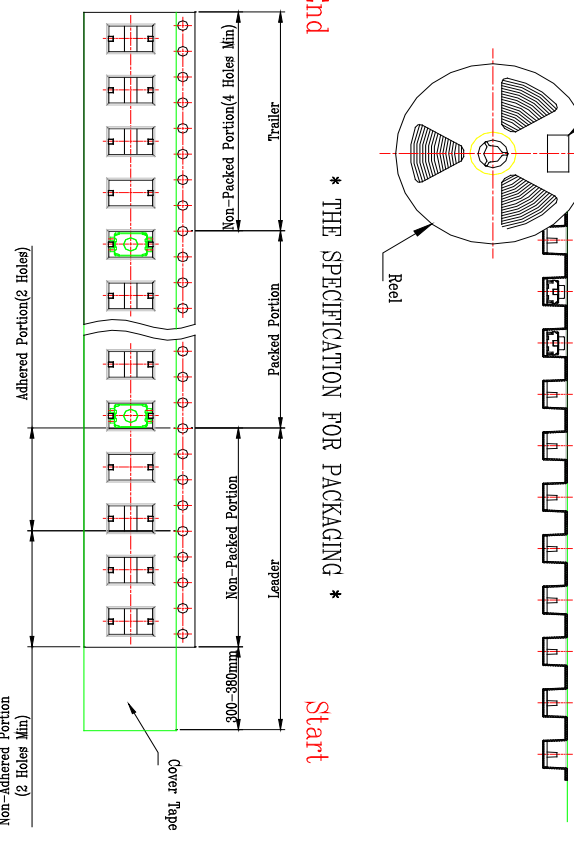 End
Start
Reel
* THE SPECIFICATION FOR PACKAGING *
Trailer
Packed Portion
Leader
Non-Packed Portion(4 Holes Min)
Non-Packed Portion
300-380mm
Cover Tape
Adhered Portion(2 Holes)
Non-Adhered Portion
(2 Holes Min)